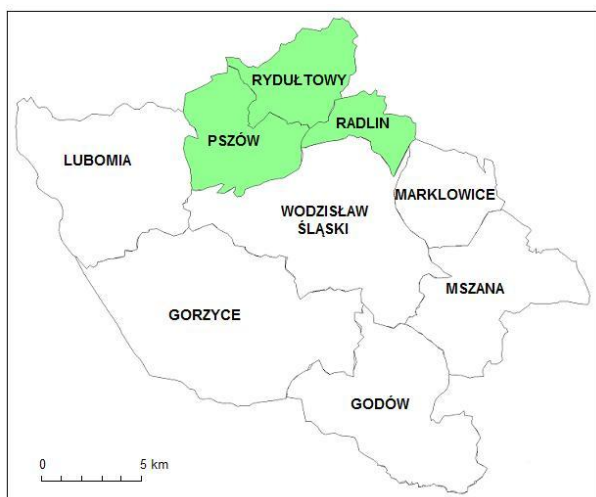 RYDUŁTOWY
RADLIN
PSZÓW
LUBOMIA
MARKLOWICE
WODZISŁAW
ŚLĄSKI
MSZANA
GORZYCE
GODÓW
0 5 km